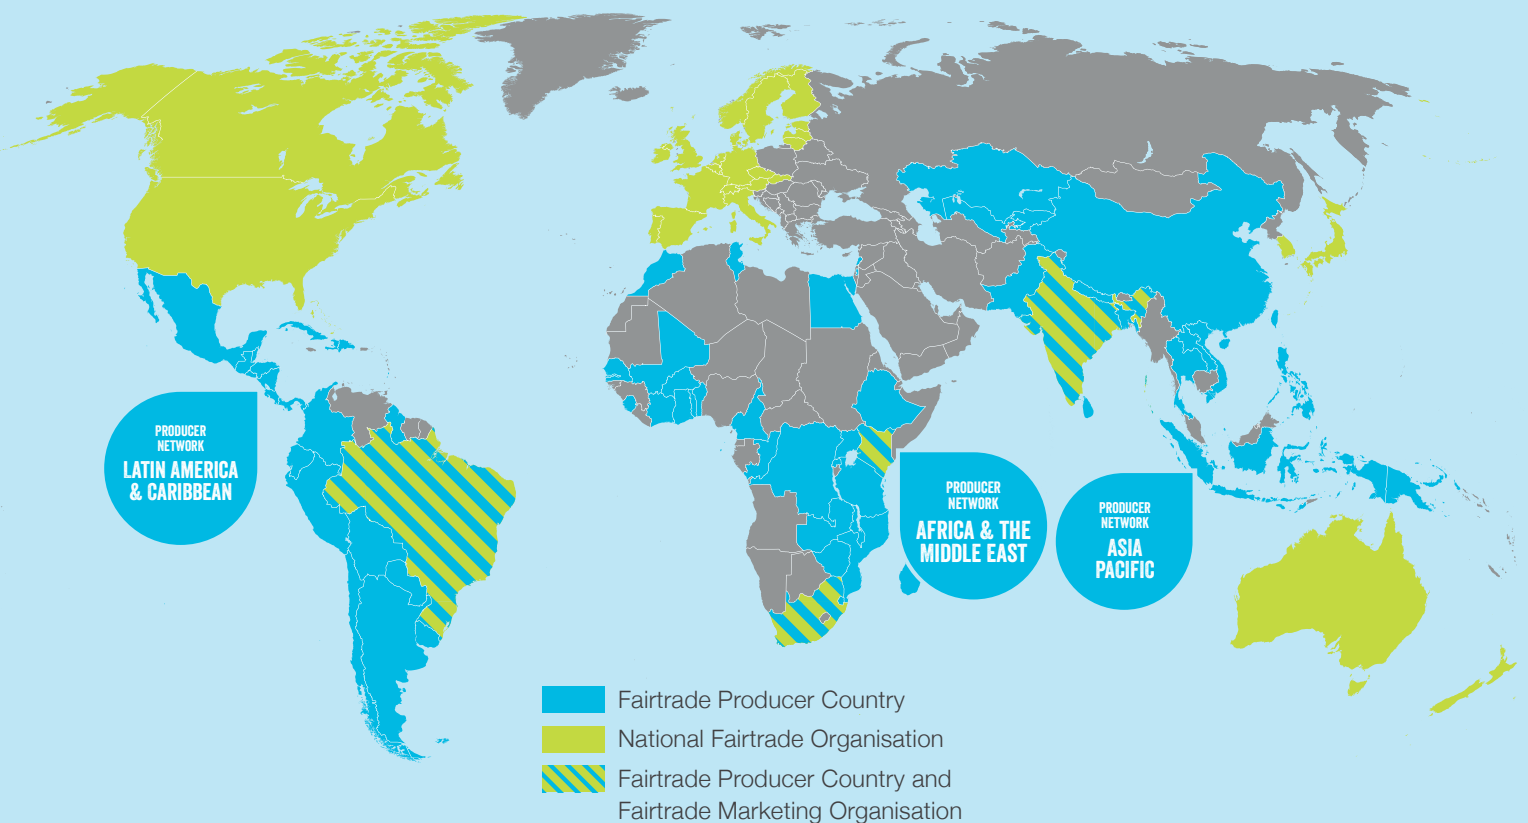 PRODUCER
NETWORK
LATIN AMERICA
& CARIBBEAN
PRODUCER
NETWORK
AFRICA & THE
MIDDLE EAST
PRODUCER
NETWORK
ASIA
PACIFIC
Fairtrade Producer Country
National Fairtrade Organisation
Fairtrade Producer Country and
Fairtrade Marketing Organisation